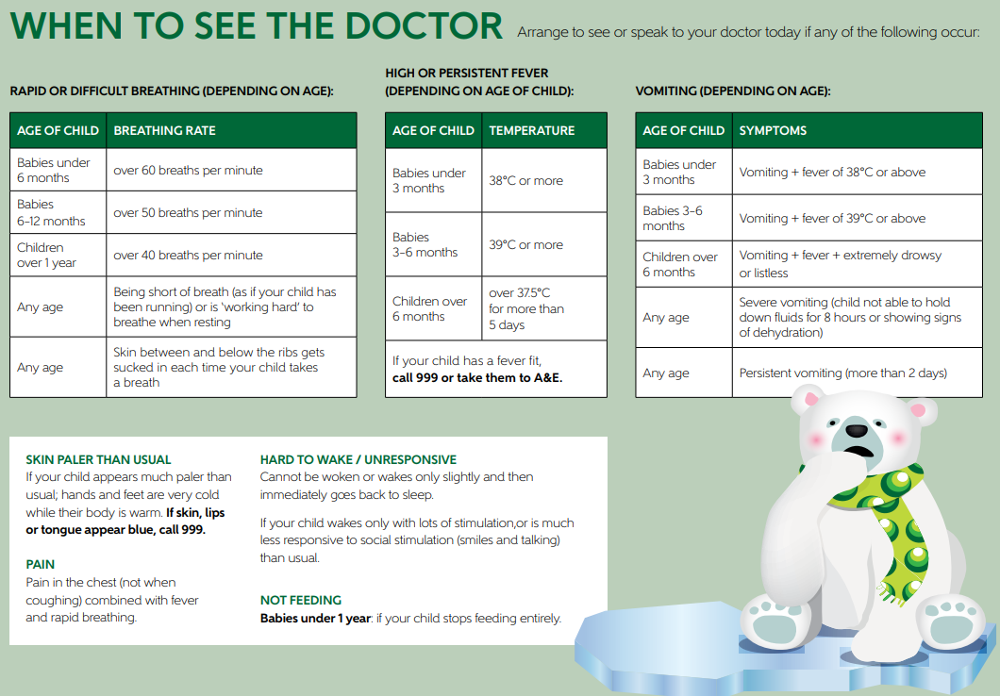 WHEN TO SEE THE DOCTOR Arrange to see or speak to your doctor today if any of the following occur:
RAPID OR DIFFICULT BREATHING (DEPENDING ON AGE):
AGE OF CHILD BREATHING RATE
Babies under
6 months
over 60 breaths per minute
Babies
6–12 months
over 50 breaths per minute
Children
over 1 year
over 40 breaths per minute
Any age
Being short of breath (as if your child has
been running) or is ‘working hard’ to
breathe when resting
Any age
Skin between and below the ribs gets
sucked in each time your child takes
a breath
HIGH OR PERSISTENT FEVER
(DEPENDING ON AGE OF CHILD):
AGE OF CHILD TEMPERATURE
Babies under
3 months
38°C or more
Babies
3–6 months
39°C or more
Children over
6 months
over 37.5°C
for more than
5 days
If your child has a fever fit,
call 999 or take them to A&E.
VOMITING (DEPENDING ON AGE):
AGE OF CHILD SYMPTOMS
Babies under
3 months
Vomiting + fever of 38°C or above
Babies 3–6
months
Vomiting + fever of 39°C or above
Children over
6 months
Vomiting + fever + extremely drowsy
or listless
Any age
Severe vomiting (child not able to hold
down fluids for 8 hours or showing signs
of dehydration)
Any age
Persistent vomiting (more than 2 days)
SKIN PALER THAN USUAL
If your child appears much paler than
usual; hands and feet are very cold
while their body is warm. If skin, lips
or tongue appear blue, call 999.
PAIN
Pain in the chest (not when
coughing) combined with fever
and rapid breathing.
HARD TO WAKE / UNRESPONSIVE
Cannot be woken or wakes only slightly and then
immediately goes back to sleep.
If your child wakes only with lots of stimulation,or is much
less responsive to social stimulation (smiles and talking)
than usual.
NOT FEEDING
Babies under 1 year: if your child stops feeding entirely.